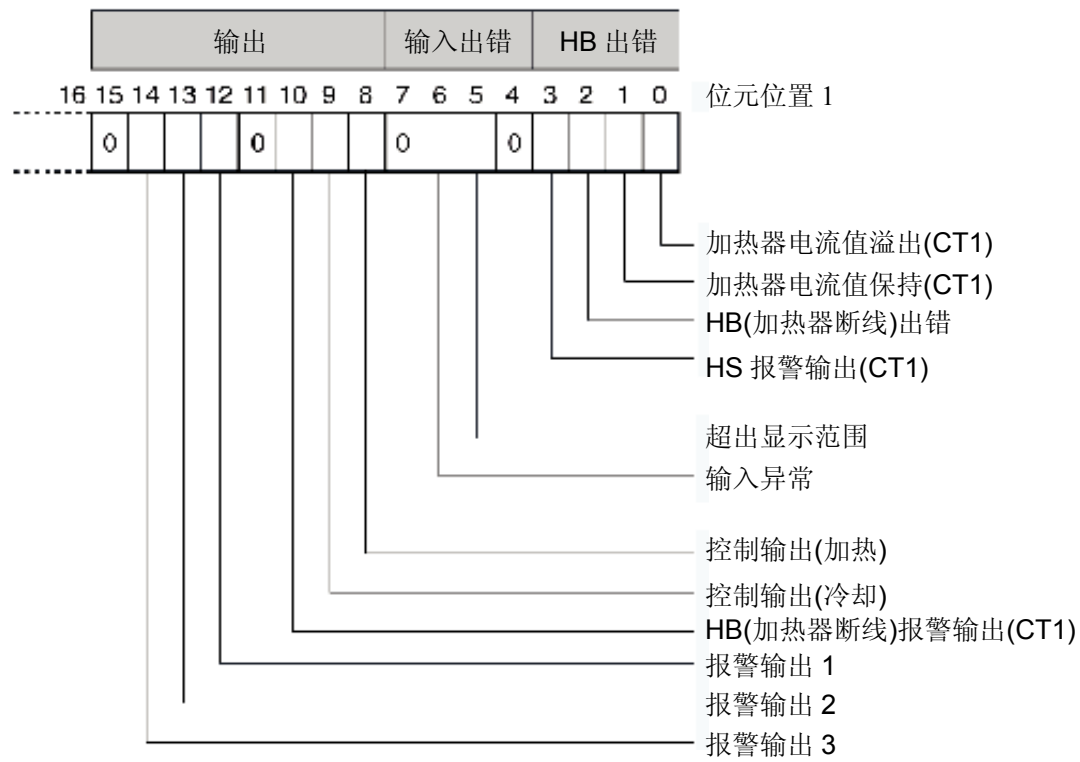 输出 输入出错 HB 出错
16 15 14 13 12 11 10 9 8 7 6 5 4 3 2 1 0 位元位置 1
0 0 0 0
加热器电流值溢出(CT1)
加热器电流值保持(CT1)
HB(加热器断线)出错
HS 报警输出(CT1)
超出显示范围
输入异常
控制输出(加热)
控制输出(冷却)
HB(加热器断线)报警输出(CT1)
报警输出 1
报警输出 2
报警输出 3